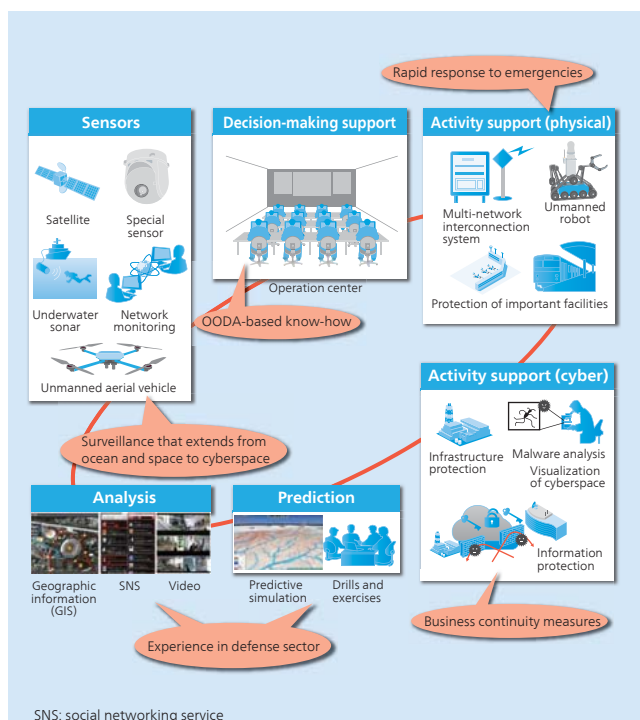 Rapid response to emergencies
Sensors
Satellite
Special
sensor
Underwater
sonar
Network
monitoring
Unmanned aerial vehicle
Decision-making support
Operation center
OODA-based know-how
Activity support (physical)
Multi-network
interconnection
system
Unmanned
robot
Protection of important facilities
Surveillance that extends from
ocean and space to cyberspace
Activity support (cyber)
Infrastructure
protection
Malware analysis
Visualization
of cyberspace
Information
protection
Business continuity measures
Analysis
Geographic
information
(GIS)
SNS
Video
Prediction
Predictive
simulation
Drills and
exercises
Experience in defense sector
SNS: social networking service